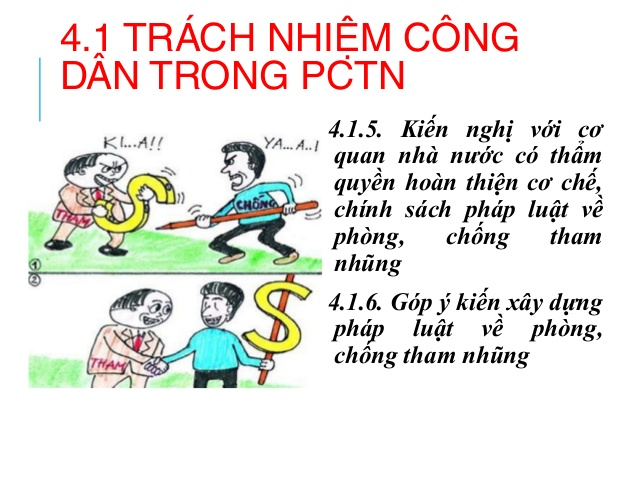 4.1 TRÁCH NHIỆM CÔNG
DÂN TRONG PCTN
KI...A!!
YA...A..!
THAM
CHỐNG
1
2
THAM
4.1.5. Kiến nghị với cơ
quan nhà nước có thẩm
quyền hoàn thiện cơ chế,
chính sách pháp luật về
phòng, chống tham
nhũng
4.1.6. Góp ý kiến xây dựng
pháp luật về phòng,
chống tham nhũng